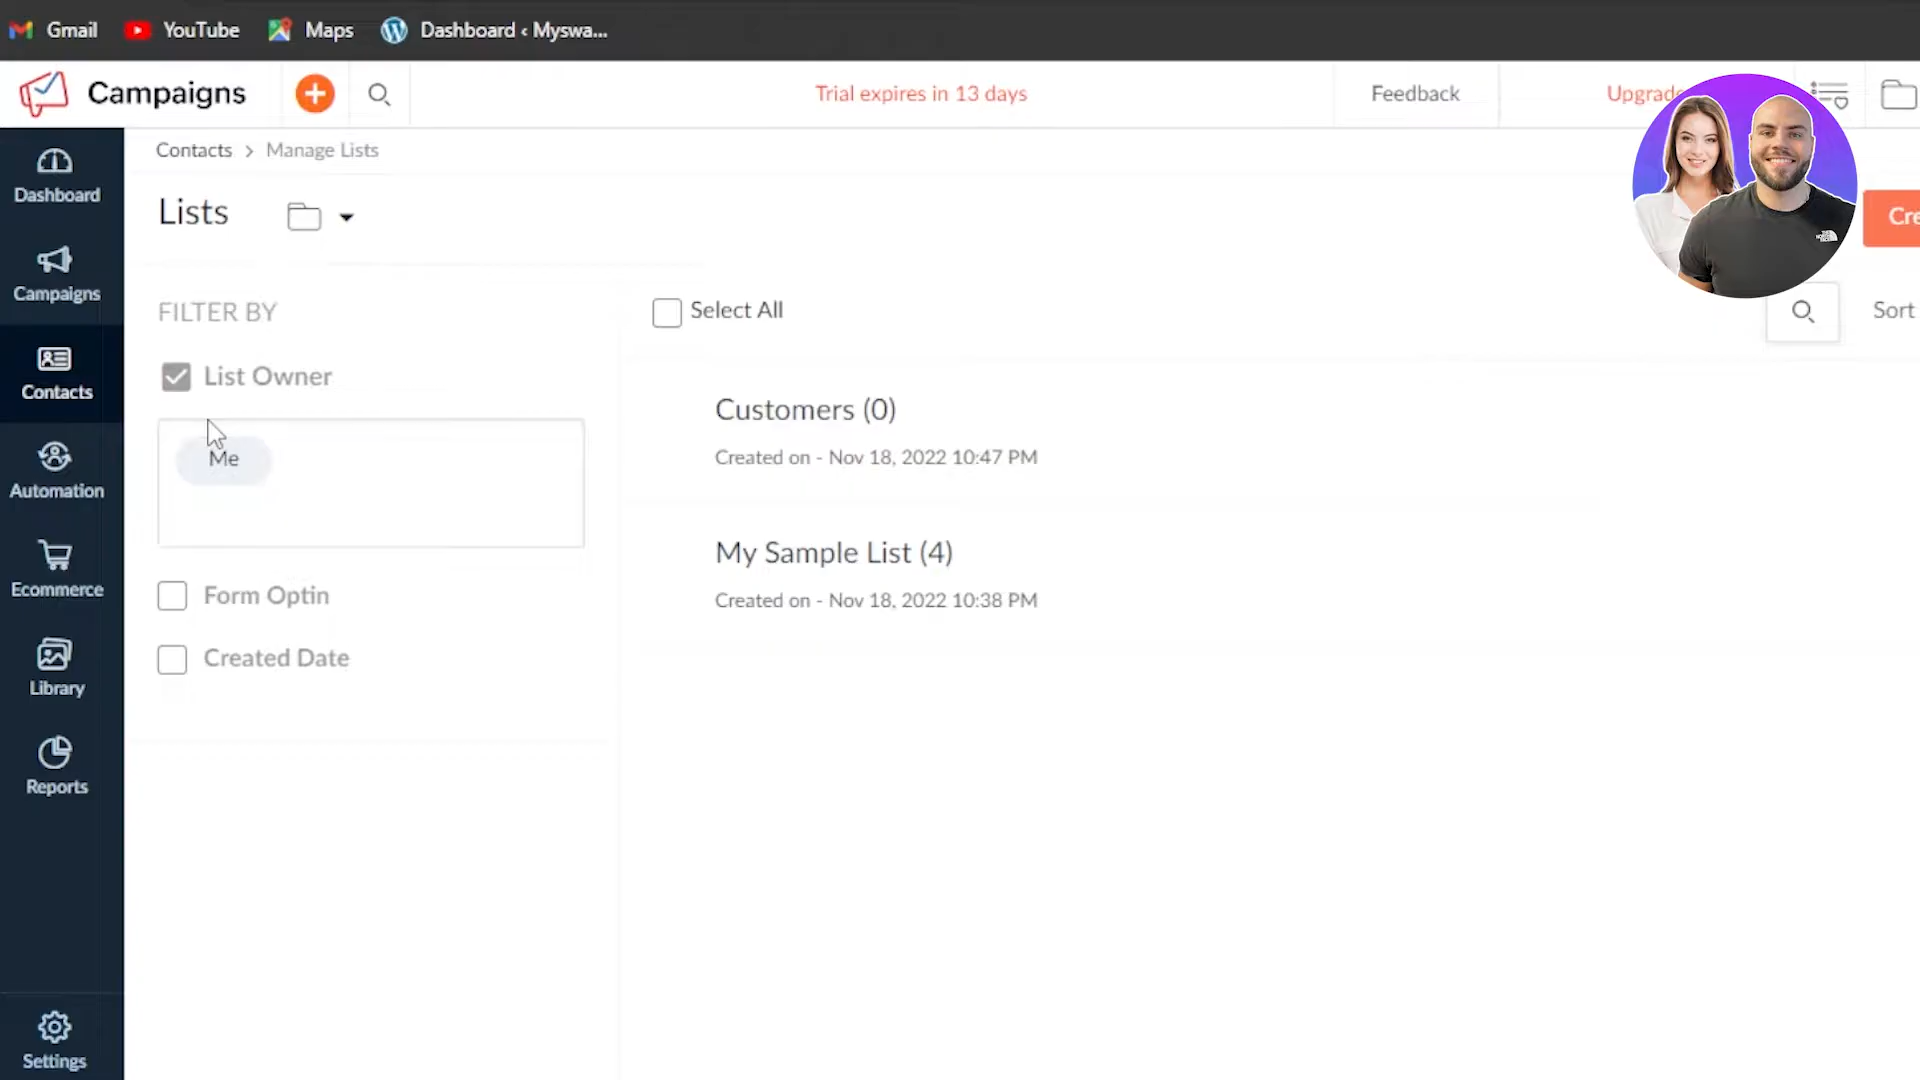 Gmail YouTube Maps Dashboard ‹ Myswa...
Campaigns Trial expires in 13 days Feedback Upgrade
Contacts > Manage Lists
Lists
Cre
FILTER BY
Select All
Sort
List Owner
Me
Form Optin
Created Date
Customers (0)
Created on - Nov 18, 2022 10:47 PM
My Sample List (4)
Created on - Nov 18, 2022 10:38 PM
Dashboard
Campaigns
Contacts
Automation
Ecommerce
Library
Reports
Settings